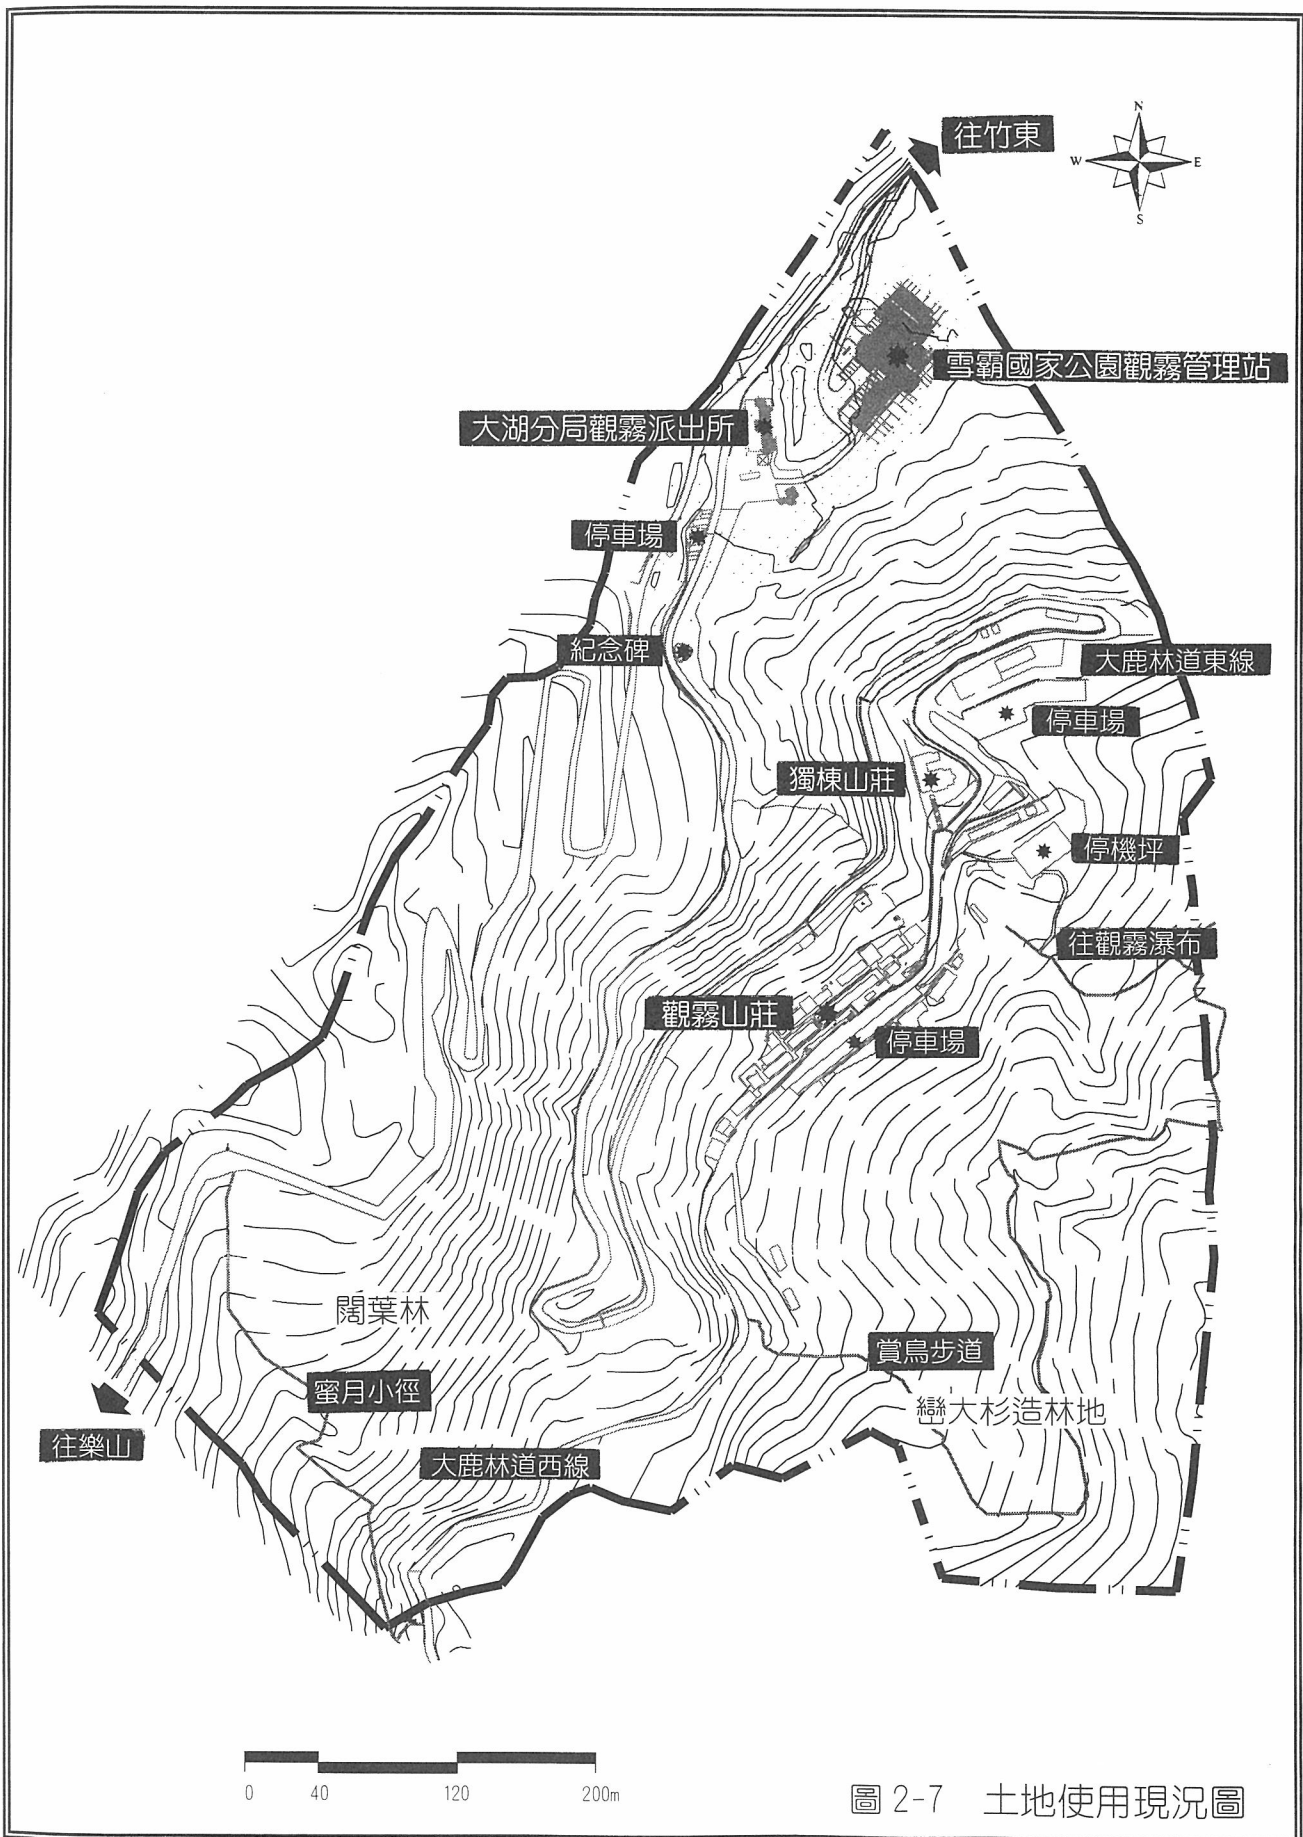 N
往竹東
W
E
S
雪霸國家公園觀霧管理站
大湖分局觀霧派出所
停車場
紀念碑
大鹿林道東線
停車場
獨棟山莊
停機坪
往觀霧瀑布
觀霧山莊
停車場
闊葉林
賞鳥步道
蜜月小徑
巒大杉造林地
往樂山
大鹿林道西線
0 40 120 200m
圖 2-7 土地使用現況圖